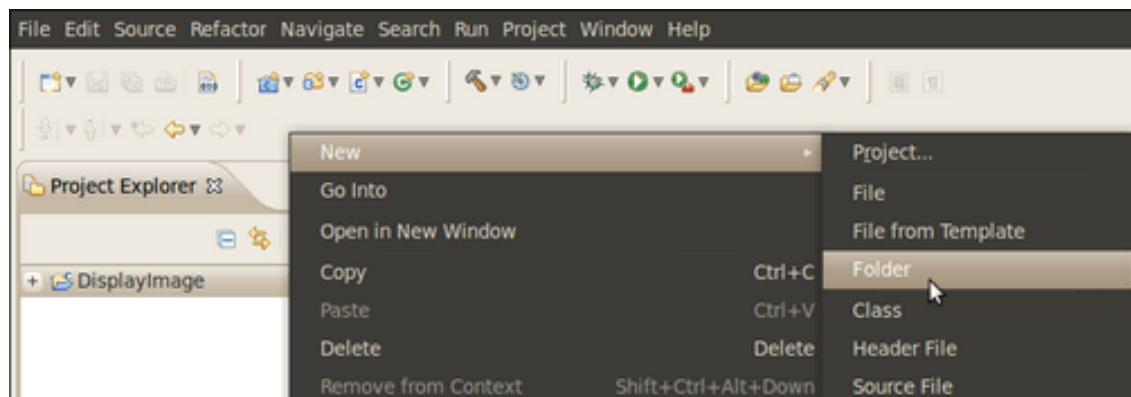 File Edit Source Refactor Navigate Search Run Project Window Help
Project Explorer
DisplayImage
New
Go Into
Open in New Window
Copy Ctrl+C
Paste Ctrl+V
Delete Delete
Remove from Context Shift+Ctrl+Alt+Down
Project...
File
File from Template
Folder
Class
Header File
Source File